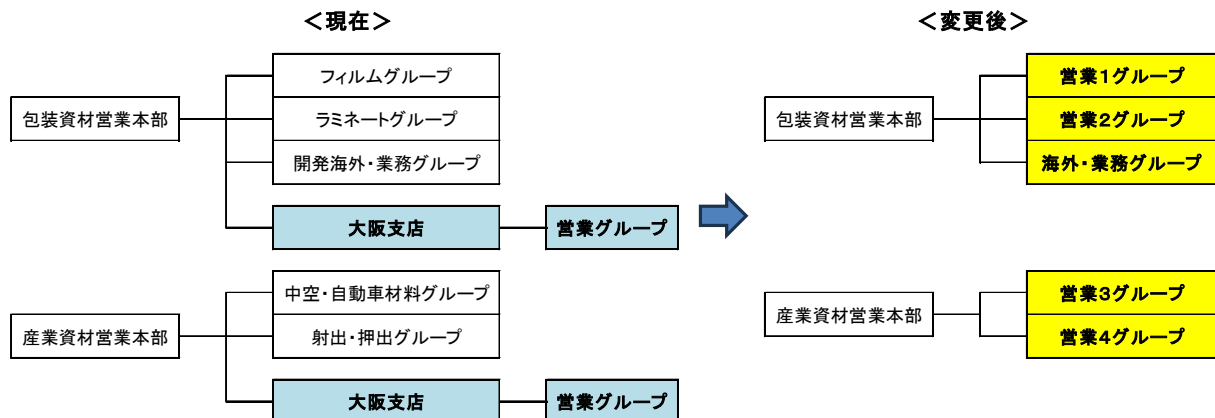 ＜現在＞
＜変更後＞
包装資材営業本部
フィルムグループ
ラミネートグループ
開発海外・業務グループ
大阪支店
営業グループ
産業資材営業本部
中空・自動車材料グループ
射出・押出グループ
大阪支店
営業グループ
包装資材営業本部
営業１グループ
営業２グループ
海外・業務グループ
産業資材営業本部
営業３グループ
営業４グループ